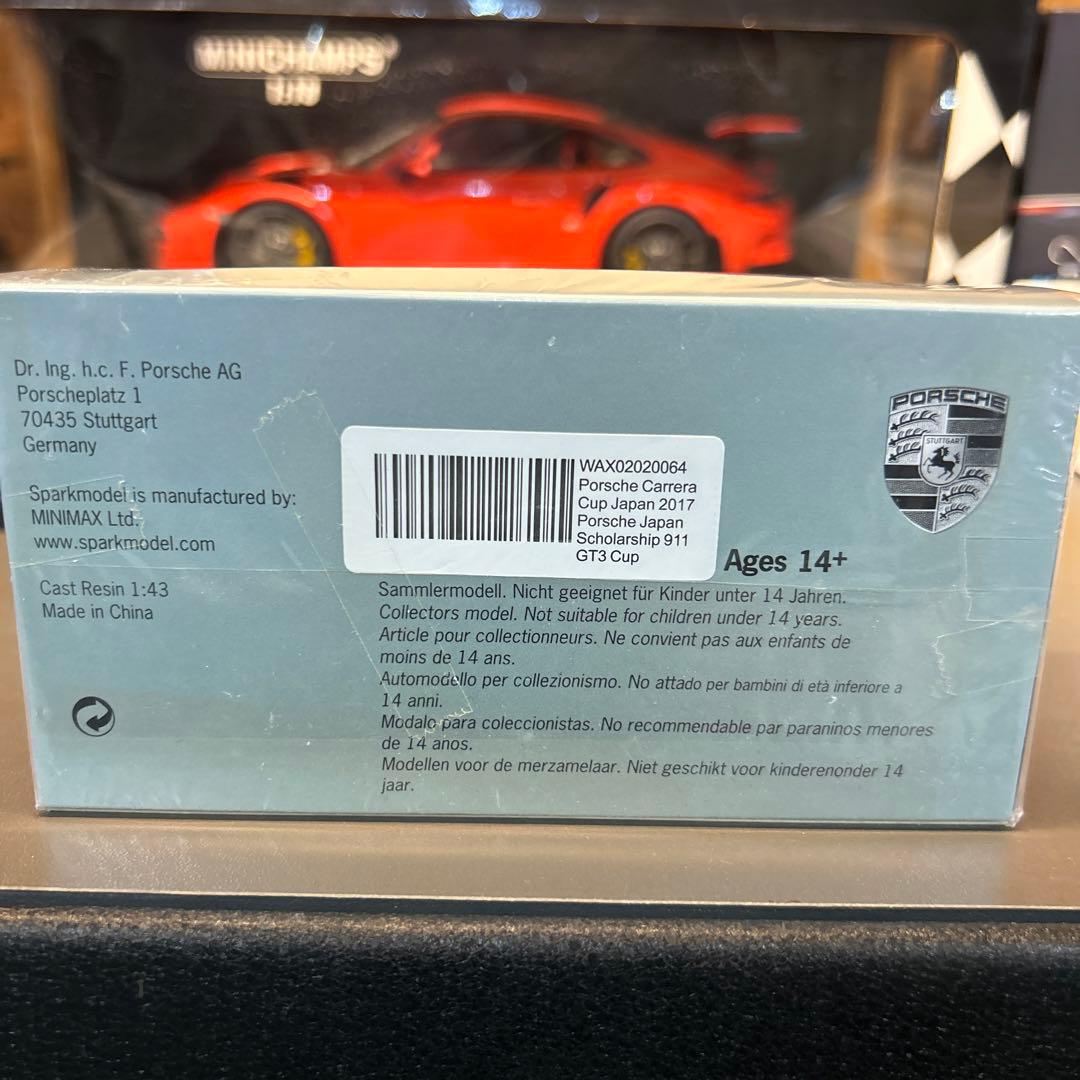 MINICHAMPS
Dr. Ing. h.c. F. Porsche AG
Porscheplatz 1
70435 Stuttgart
Germany
Sparkmodel is manufactured by:
MINIMAX Ltd.
www.sparkmodel.com
Cast Resin 1:43
Made in China
WAX02020064
Porsche Carrera
Cup Japan 2017
Porsche Japan
Scholarship 911
GT3 Cup
PORSCHE
STUTTGART
Ages 14+
Sammlermodell. Nicht geeignet für Kinder unter 14 Jahren.
Collectors model. Not suitable for children under 14 years.
Article pour collectionneurs. Ne convient pas aux enfants de
moins de 14 ans.
Automodello per collezionismo. No attado per bambini di età inferiore a
14 anni.
Modalo para coleccionistas. No recommendable par paraninos menores
de 14 anos.
Modellen voor de merzamelaar. Niet geschikt voor kinderenonder 14
jaar.